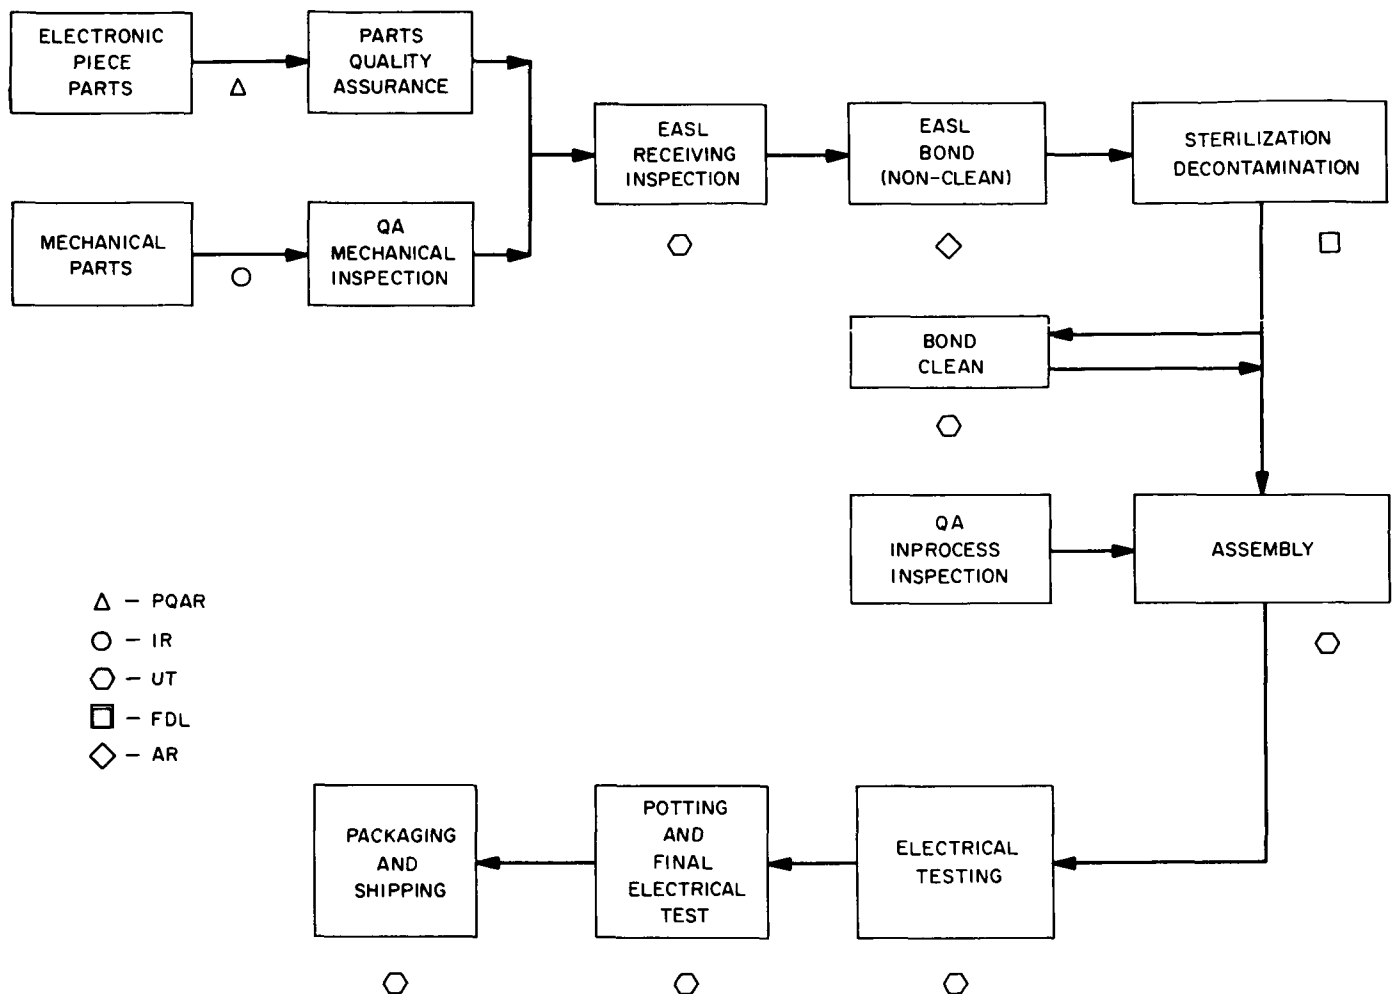 ELECTRONIC
PIECE
PARTS
PARTS
QUALITY
ASSURANCE
MECHANICAL
PARTS
QA
MECHANICAL
INSPECTION
EASL
RECEIVING
INSPECTION
EASL
BOND
(NON-CLEAN)
STERILIZATION
DECONTAMINATION
BOND
CLEAN
QA
INPROCESS
INSPECTION
ASSEMBLY
– PQAR
– IR
– UT
– FDL
– AR
PACKAGING
AND
SHIPPING
POTTING
AND
FINAL
ELECTRICAL
TEST
ELECTRICAL
TESTING